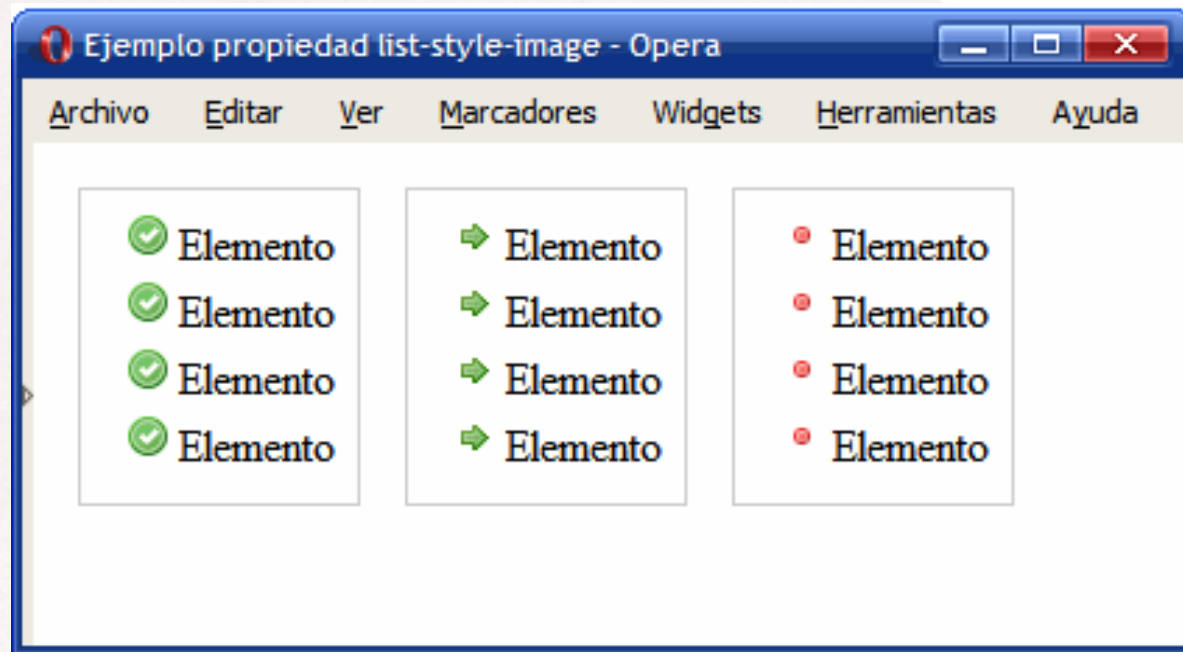 Ejemplo propiedad list-style-image - Opera
Archivo Editar Ver Marcadores Widgets Herramientas Ayuda
Elemento Elemento Elemento
Elemento Elemento Elemento
Elemento Elemento Elemento
Elemento Elemento Elemento